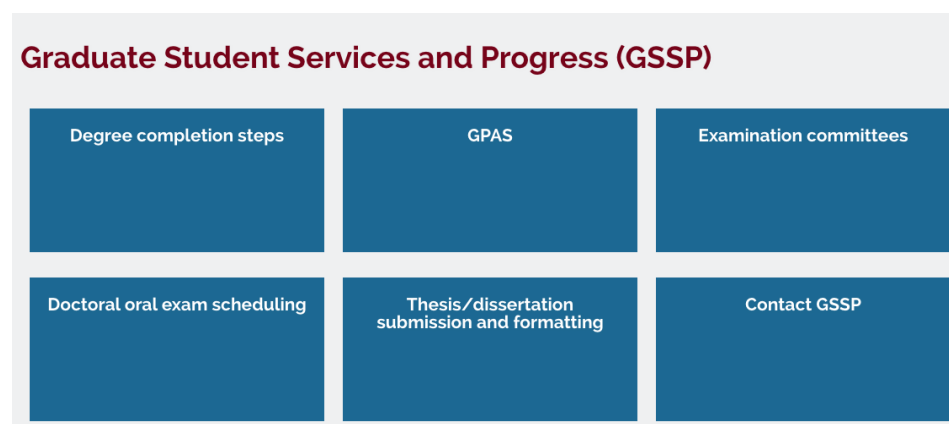 Graduate Student Services and Progress (GSSP)
Degree completion steps
GPAS
Examination committees
Doctoral oral exam scheduling
Thesis/dissertation
submission and formatting
Contact GSSP